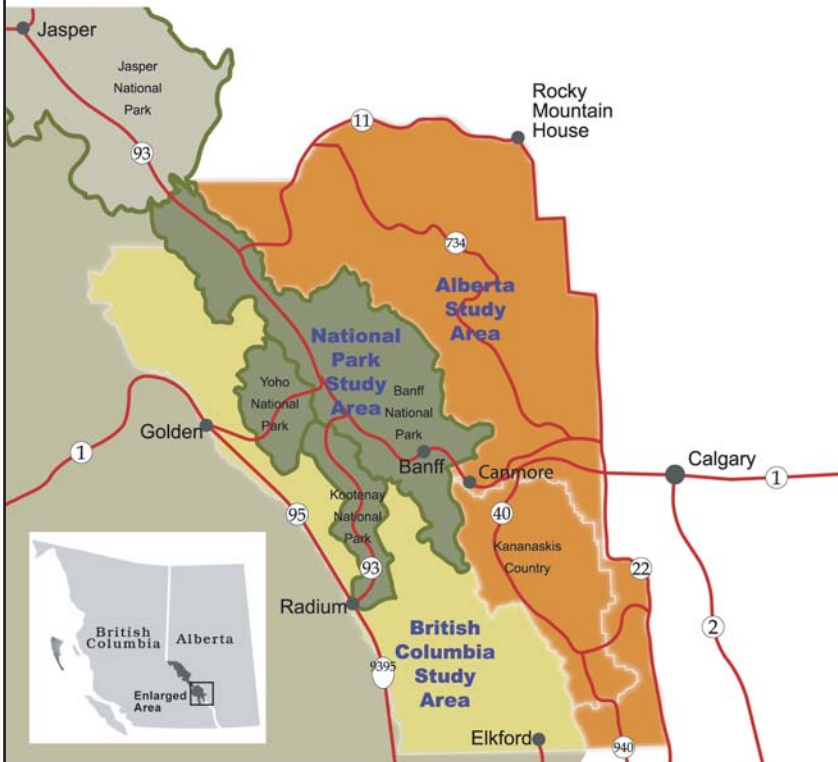 Jasper
Jasper
National
Park
93
11
Rocky
Mountain
House
734
Alberta
Study
Area
National
Park
Study
Area
Yoho
National
Park
Banff
National
Park
Golden
1
Banff
Canmore
Calgary
1
95
Kootenay
National
Park
93
40
Kananaskis
Country
22
2
Radium
British
Columbia
Study
Area
9395
Elkford
940
British
Columbia
Alberta
Enlarged
Area